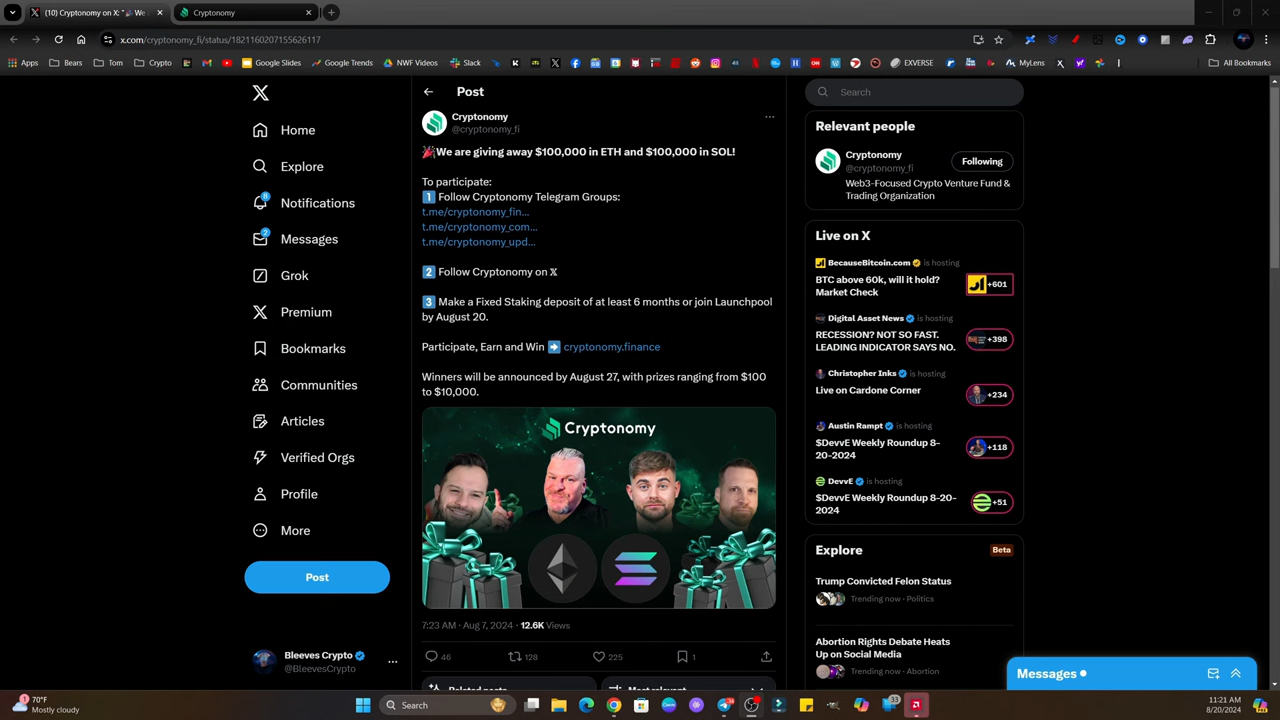 (10) Cryptonomy on X: "🎉 We a
Cryptonomy
x.com/cryptonomy_fi/status/1821160207155626117
Apps
Bears
Tom
Crypto
Google Slides
Google Trends
NWF Videos
Slack
EXVERSE
MyLens
All Bookmarks
Home
Explore
Notifications
8
Messages
2
Grok
Premium
Bookmarks
Communities
Articles
Verified Orgs
Profile
More
Post
Bleeves Crypto
@BleevesCrypto
Post
Cryptonomy
@cryptonomy_fi
🎉We are giving away $100,000 in ETH and $100,000 in SOL!
To participate:
1 Follow Cryptonomy Telegram Groups:
t.me/cryptonomy_fin…
t.me/cryptonomy_com…
t.me/cryptonomy_upd…
2 Follow Cryptonomy on 𝕏
3 Make a Fixed Staking deposit of at least 6 months or join Launchpool
by August 20.
Participate, Earn and Win ➡ cryptonomy.finance
Winners will be announced by August 27, with prizes ranging from $100
to $10,000.
Cryptonomy
7:23 AM · Aug 7, 2024 · 12.6K Views
46
128
225
1
Search
Relevant people
Cryptonomy
@cryptonomy_fi
Following
Web3-Focused Crypto Venture Fund &
Trading Organization
Live on X
BecauseBitcoin.com is hosting
BTC above 60k, will it hold?
Market Check
+601
Digital Asset News is hosting
RECESSION? NOT SO FAST.
LEADING INDICATOR SAYS NO.
+398
Christopher Inks is hosting
Live on Cardone Corner
+234
Austin Rampt is hosting
$DevvE Weekly Roundup 8-
20-2024
+118
DevvE is hosting
$DevvE Weekly Roundup 8-20-
2024
+51
Explore
Beta
Trump Convicted Felon Status
Trending now · Politics
Abortion Rights Debate Heats
Up on Social Media
Trending now · Abortion
Messages
70°F
Mostly cloudy
Search
11:21 AM
8/20/2024